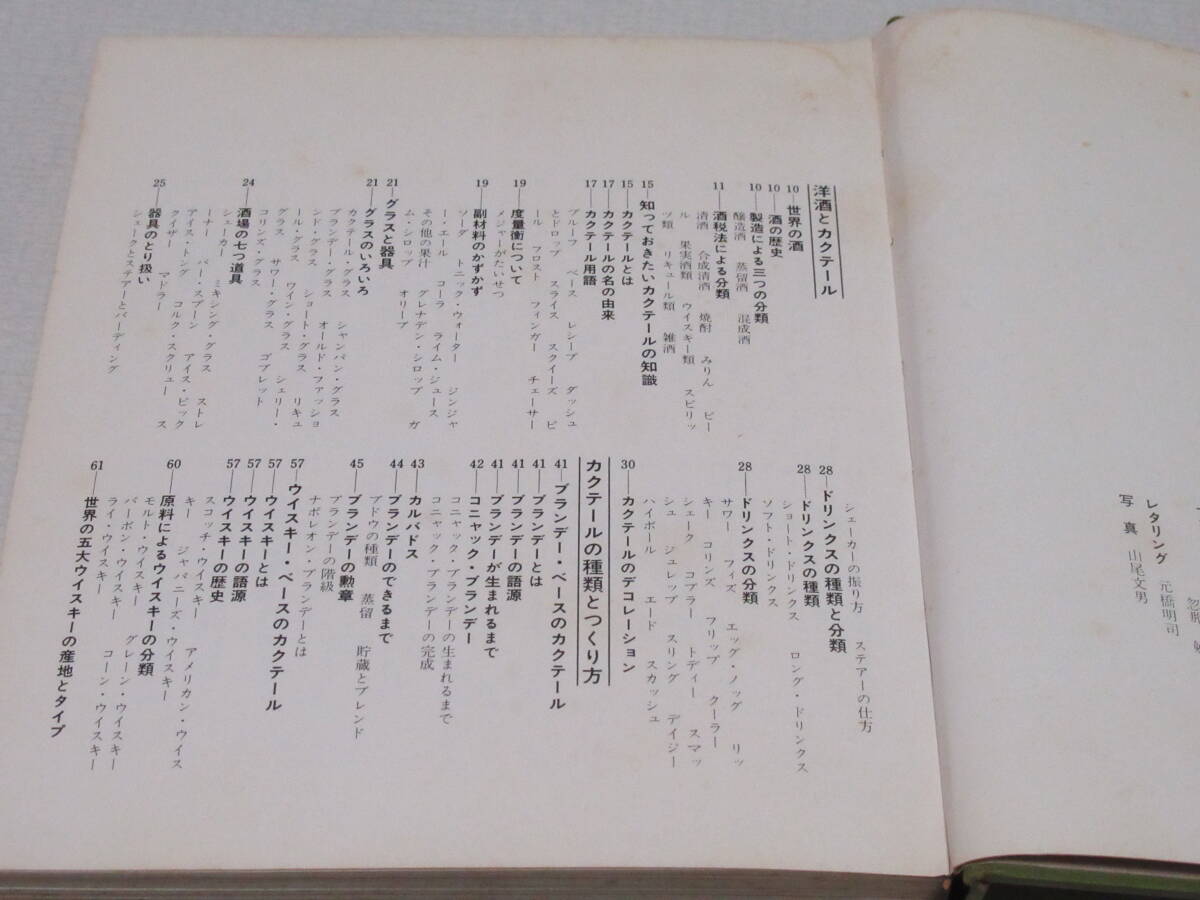 レタリング 元橋明司
写真 山尾文男
洋酒とカクテール
10―世界の酒
10―酒の歴史
10―製造による三つの分類
醸造酒 蒸留酒 混成酒
11―酒税法による分類
清酒 合成清酒 焼酎 みりん ビー
ル 果実酒類 ウイスキー類 スピリッ
ツ類 リキュール類 雑酒
15―知っておきたいカクテールの知識
15―カクテールとは
17―カクテールの名の由来
17―カクテール用語
プルーフ ベース レシープ ダッシュ
とドロップ スライス スクイーズ ピ
ール フロスト フィンガー チェーサー
19―度量衡について
メジャーがたいせつ
19―副材料のかずかず
ソーダ トニック・ウォーター ジンジャ
ー・エール コーラ ライム・ジュース
その他の果汁 グレナデン・シロップ ガ
ム・シロップ オリーブ
21―グラスと器具
21―グラスのいろいろ
カクテール・グラス シャンパン・グラス
ブランデー・グラス オールド・ファッショ
ンド・グラス ショート・グラス リキュ
ール・グラス ワイン・グラス シェリー・
グラス サワー・グラス ゴブレット
コリンズ・グラス
24―酒場の七つ道具
シェーカー ミキシング・グラス ストレ
ーナー バー・スプーン アイス・ピック
アイス・トング コルク・スクリュー ス
クイザー マドラー
25―器具のとり扱い
シェークとステアーとバーディング
シェーカーの振り方 ステアーの仕方
28―ドリンクスの種類と分類
28―ドリンクスの種類
ショート・ドリンクス ロング・ドリンクス
ソフト・ドリンクス
28―ドリンクスの分類
サワー フィズ エッグ・ノッグ リッ
キー コリンズ フリップ クーラー
シェーク コブラー トディー スマッ
シュ ジュレップ スリング デイジー
ハイボール エード スカッシュ
30―カクテールのデコレーション
カクテールの種類とつくり方
41―ブランデー・ベースのカクテール
41―ブランデーとは
41―ブランデーの語源
41―ブランデーが生まれるまで
42―コニャック・ブランデー
コニャック・ブランデーの生まれるまで
コニャック・ブランデーの完成
43―カルバドス
44―ブランデーのできるまで
ブドウの種類 蒸留 貯蔵とブレンド
45―ブランデーの勲章
ブランデーの階級
ナポレオン・ブランデーとは
57―ウイスキー・ベースのカクテール
57―ウイスキーとは
57―ウイスキーの語源
57―ウイスキーの歴史
スコッチ・ウイスキー アメリカン・ウイス
キー ジャパニーズ・ウイスキー
60―原料によるウイスキーの分類
モルト・ウイスキー グレーン・ウイスキー
バーボン・ウイスキー コーン・ウイスキー
ライ・ウイスキー
61―世界の五大ウイスキーの産地とタイプ